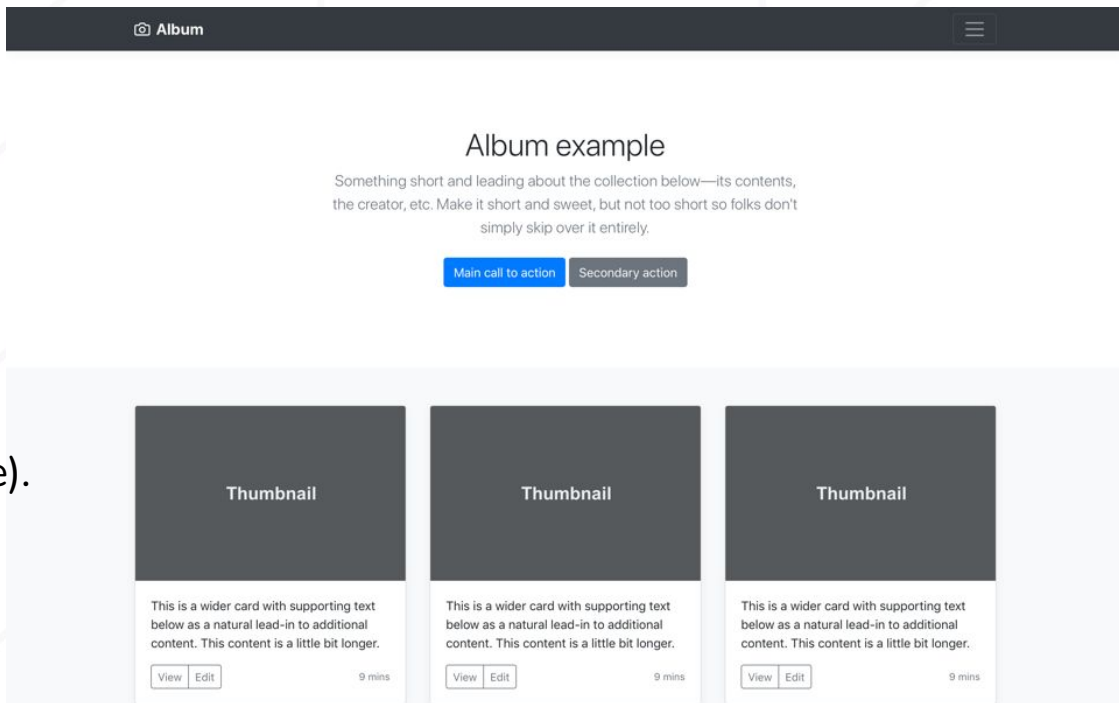 Album
Album example
Something short and leading about the collection below—its contents,
the creator, etc. Make it short and sweet, but not too short so folks don't
simply skip over it entirely.
Main call to action Secondary action
e).
Thumbnail Thumbnail Thumbnail
This is a wider card with supporting text
below as a natural lead-in to additional
content. This content is a little bit longer.
View Edit 9 mins
This is a wider card with supporting text
below as a natural lead-in to additional
content. This content is a little bit longer.
View Edit 9 mins
This is a wider card with supporting text
below as a natural lead-in to additional
content. This content is a little bit longer.
View Edit 9 mins